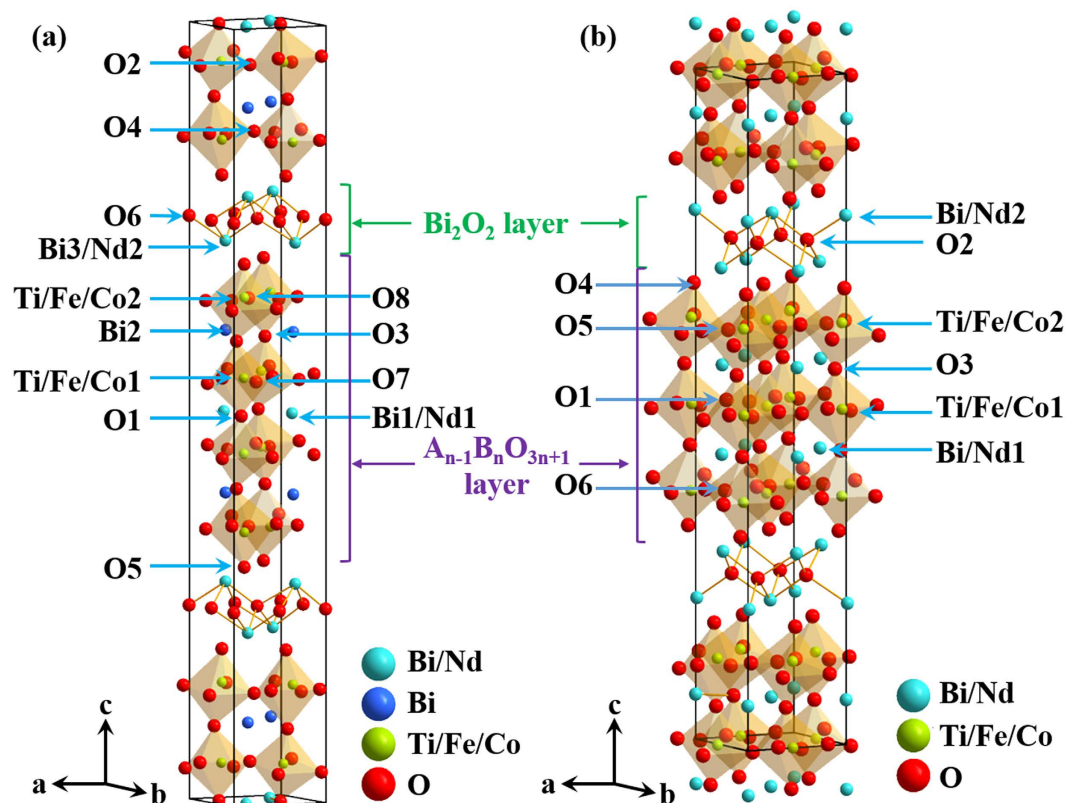 (a)
O2
O4
O6
Bi3/Nd2
Ti/Fe/Co2
Bi2
Ti/Fe/Co1
O1
O5
O8
O3
O7
Bi1/Nd1
Bi/Nd
Bi
Ti/Fe/Co
O
c
a
b
Bi₂O₂ layer
Aₙ₋₁BₙO₃ₙ₊₁
layer
(b)
O4
O5
O1
O6
Bi/Nd2
O2
Ti/Fe/Co2
O3
Ti/Fe/Co1
Bi/Nd1
Bi/Nd
Ti/Fe/Co
O
c
a
b